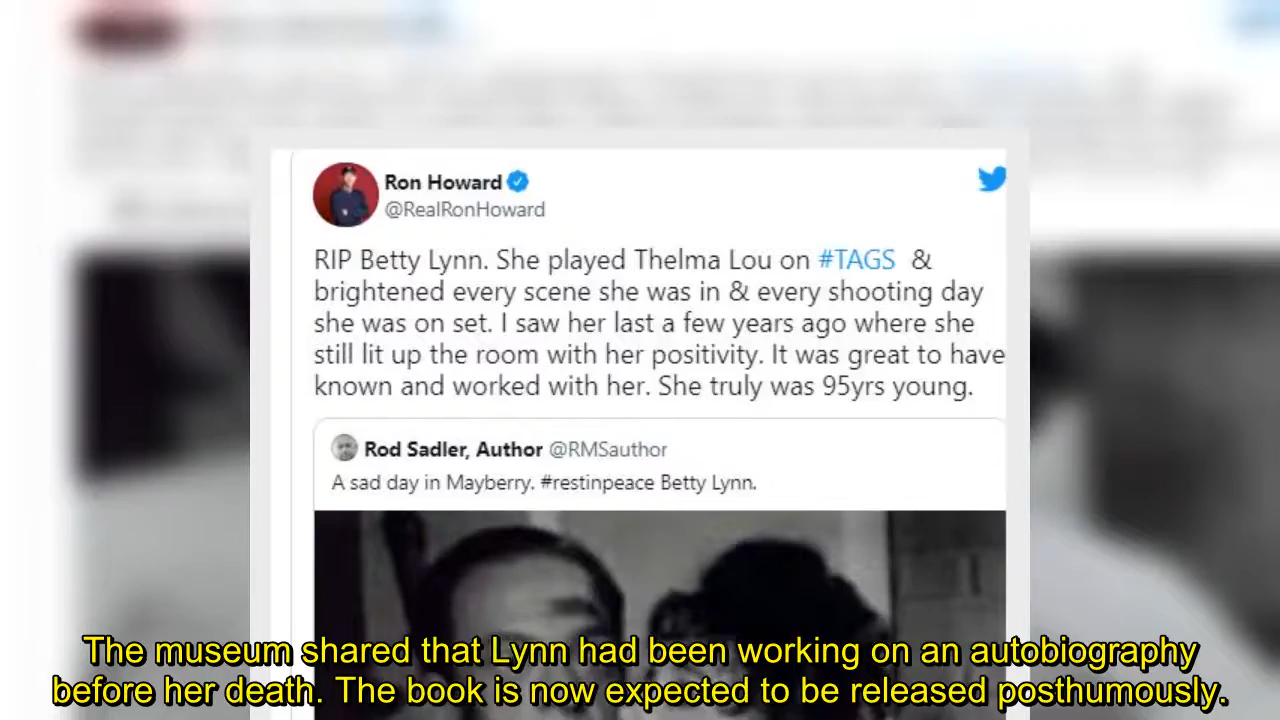 Ron Howard
@RealRonHoward
RIP Betty Lynn. She played Thelma Lou on #TAGS &
brightened every scene she was in & every shooting day
she was on set. I saw her last a few years ago where she
still lit up the room with her positivity. It was great to have
known and worked with her. She truly was 95yrs young.
Rod Sadler, Author @RMSauthor
A sad day in Mayberry. #restinpeace Betty Lynn.
The museum shared that Lynn had been working on an autobiography
before her death. The book is now expected to be released posthumously.